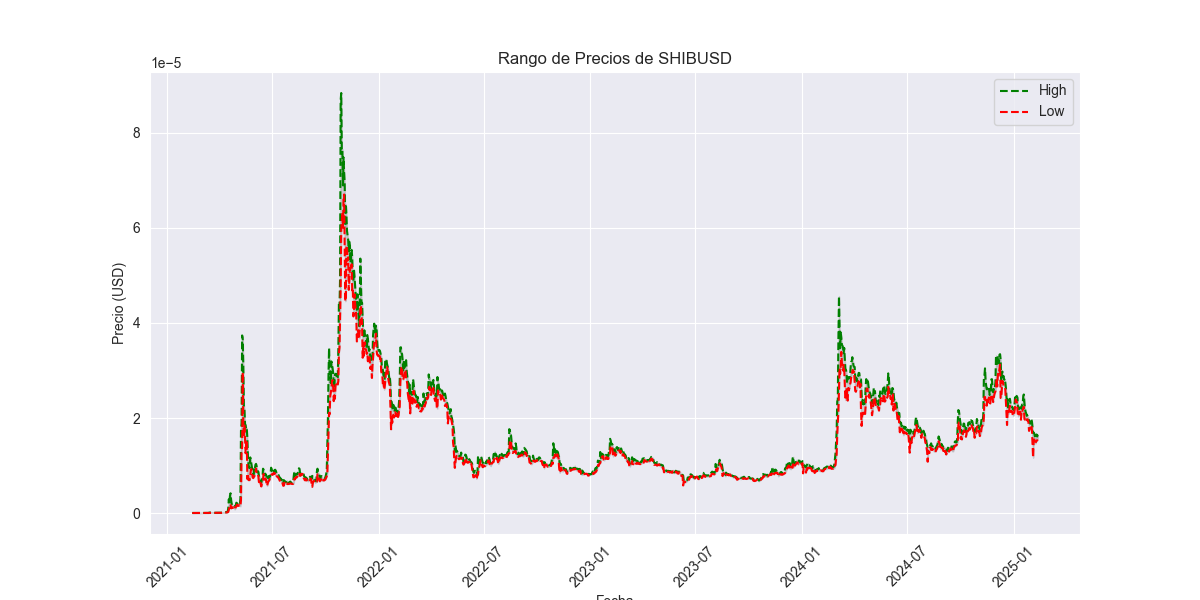 Rango de Precios de SHIBUSD
1e−5
High
Low
8
6
4
2
0
Precio (USD)
2021-01
2021-07
2022-01
2022-07
2023-01
2023-07
2024-01
2024-07
2025-01
Fecha